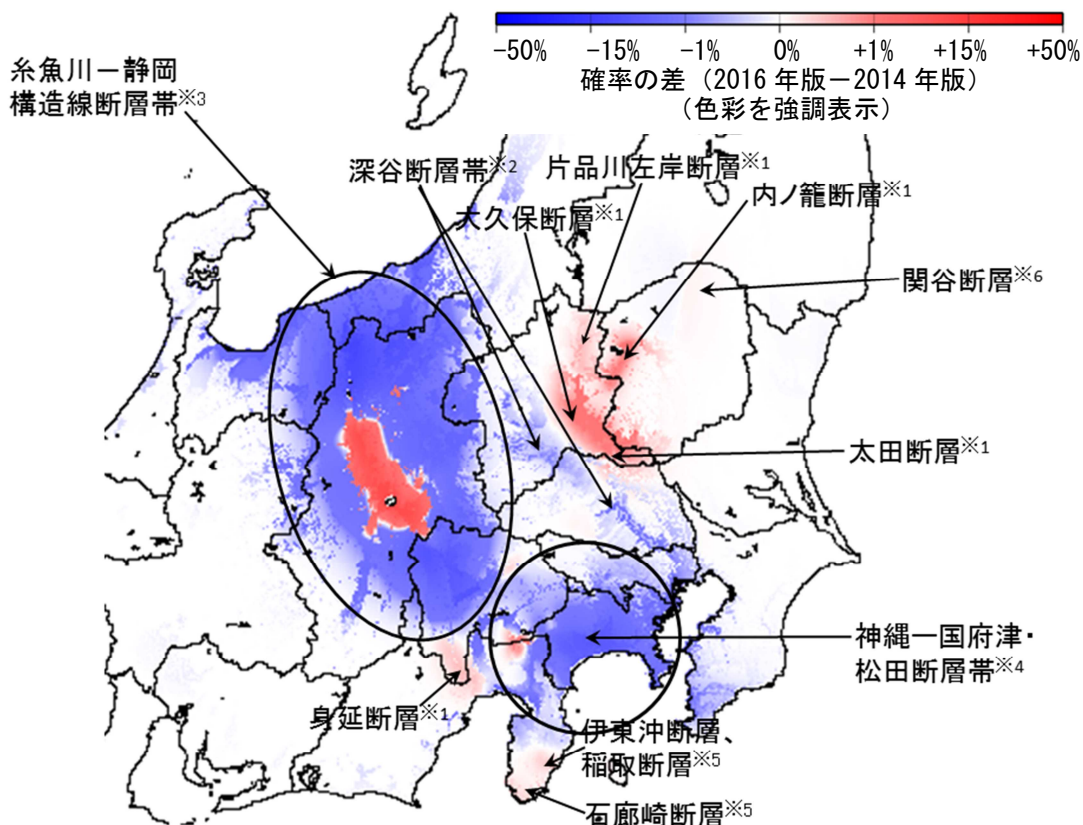 -50% -15% -1% 0% +1% +15% +50%
確率の差（2016 年版－2014 年版）
（色彩を強調表示）
糸魚川－静岡
構造線断層帯※3
深谷断層帯※2
片品川左岸断層※1
内ノ籠断層※1
大久保断層※1
関谷断層※6
太田断層※1
神縄－国府津・
松田断層帯※4
身延断層※1
伊東沖断層、
稲取断層※5
石廊崎断層※5